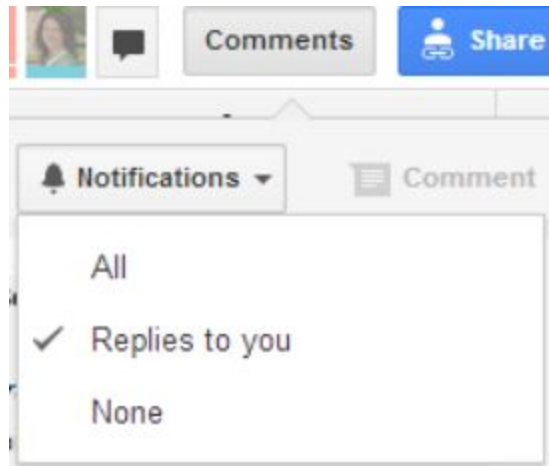 Comments Share
Notifications Comment
All
Replies to you
None